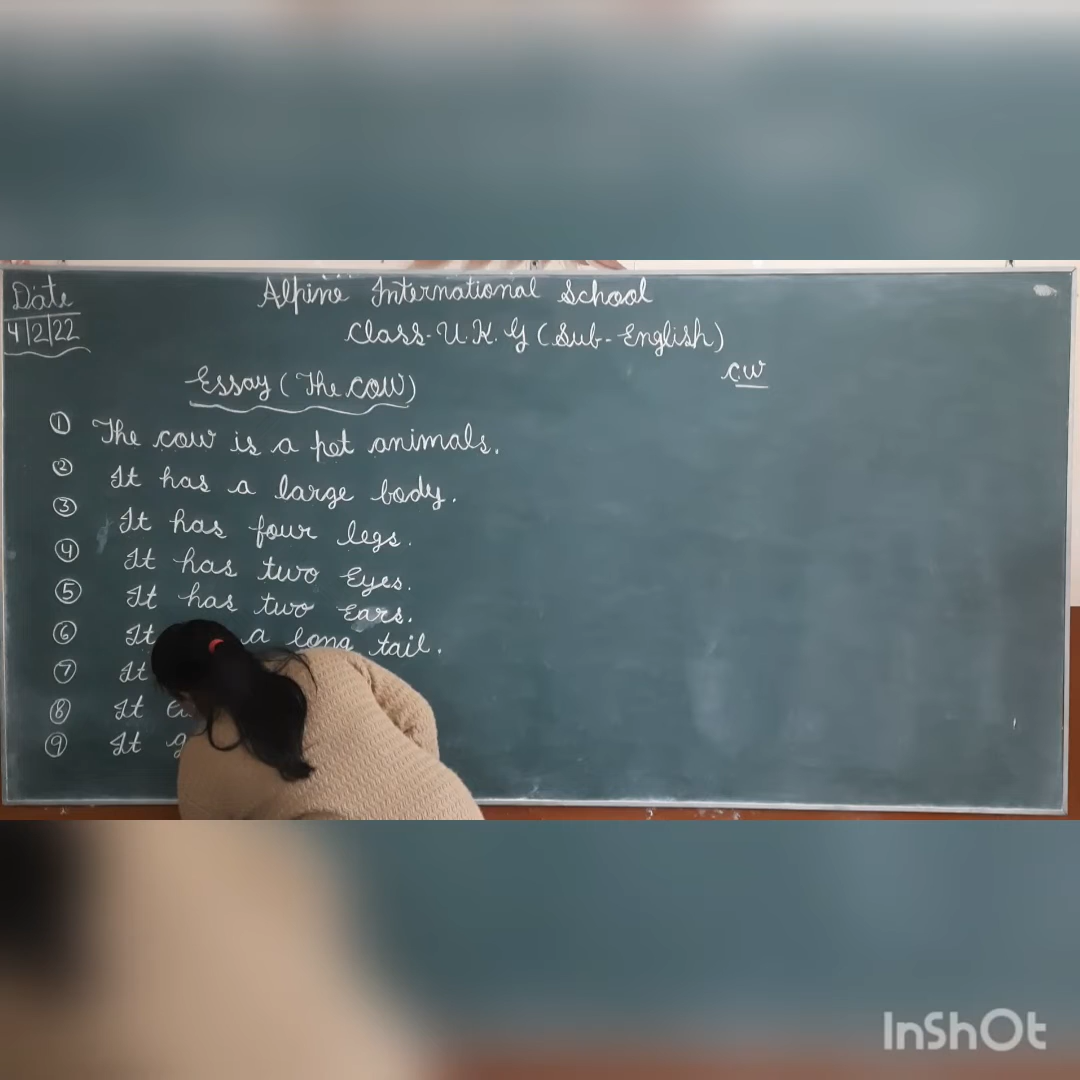 Date
4/2/22
Alpine International School
Class-U.K.G (Sub-English)
C.W
Essay (The COW)
① The cow is a pet animals.
② It has a large body.
③ It has four legs.
④ It has two Eyes.
⑤ It has two Ears.
⑥ It a long tail.
⑦ It
⑧ It
⑨ It
InShOt